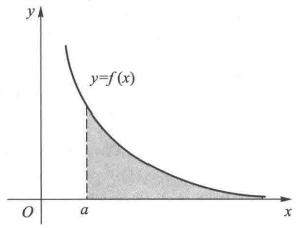 y
y=f(x)
O a x